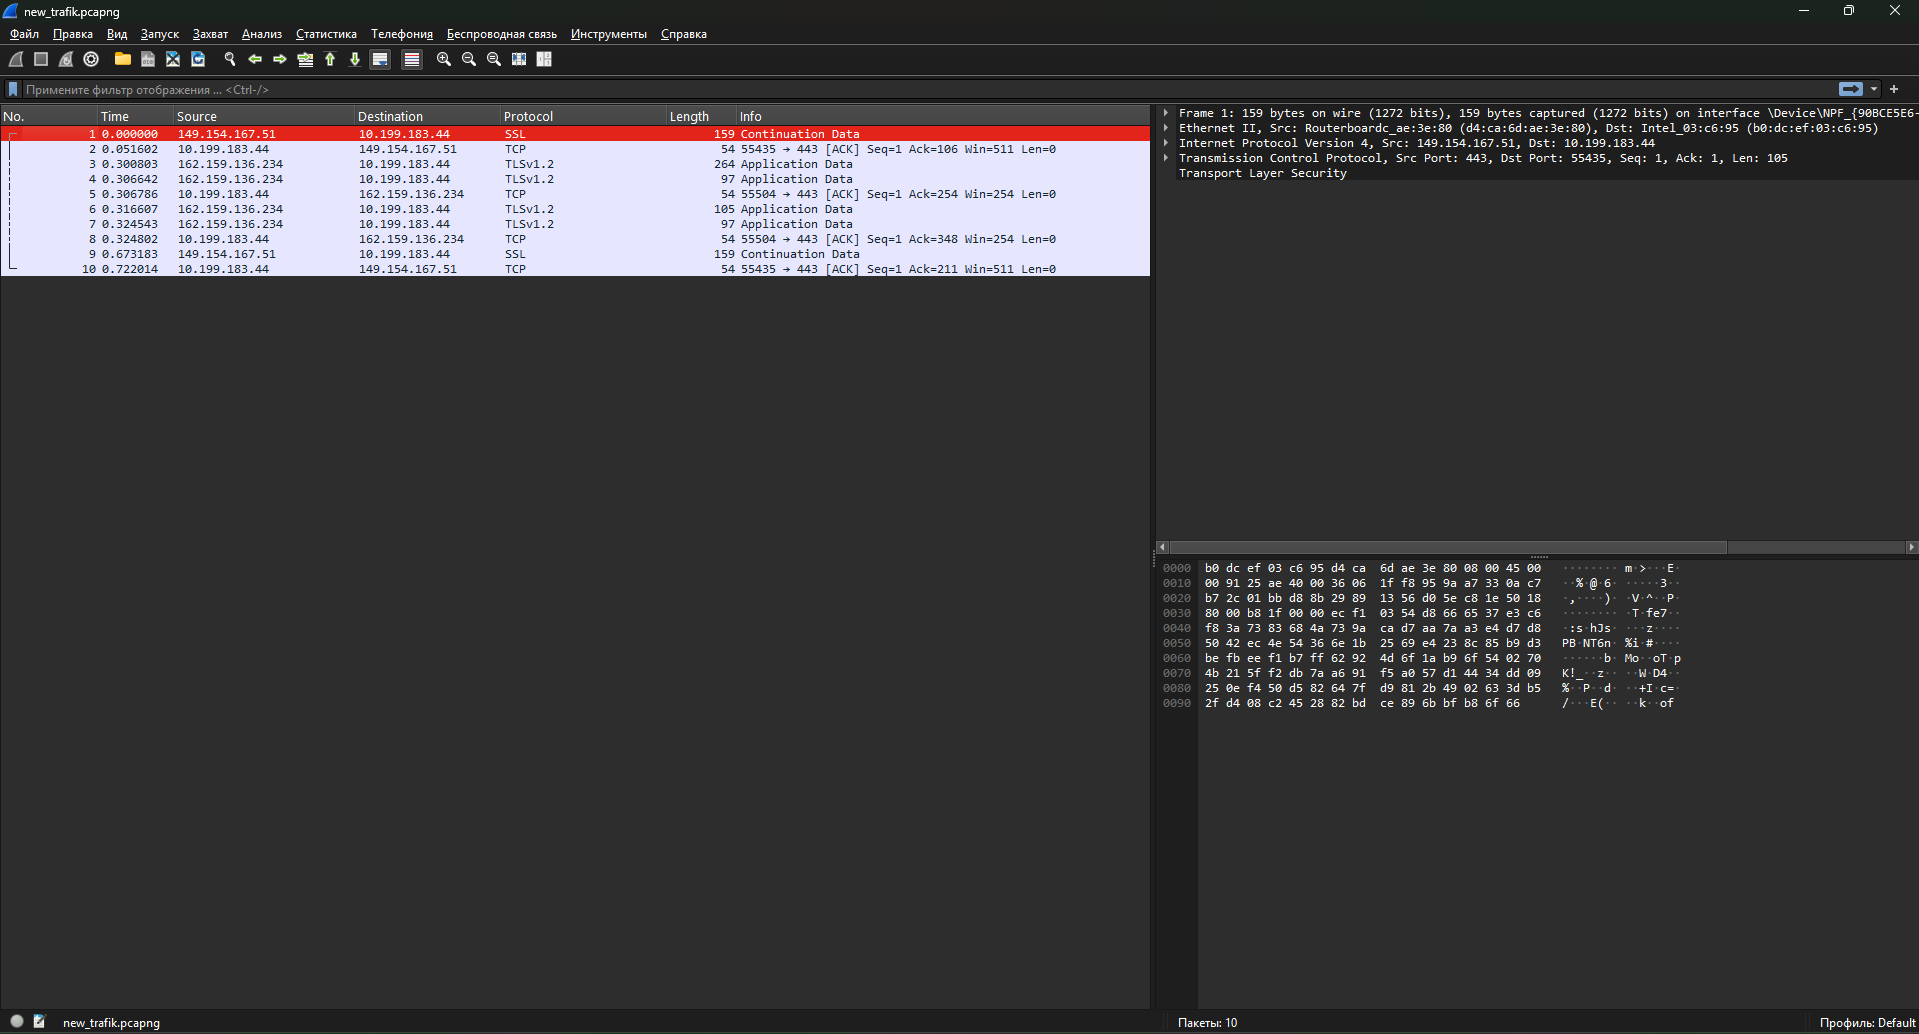 new_trafik.pcapng
Файл Правка Вид Запуск Захват Анализ Статистика Телефония Беспроводная связь Инструменты Справка
Примените фильтр отображения ... <Ctrl-/>
No. Time Source Destination Protocol Length Info
1 0.000000 149.154.167.51 10.199.183.44 SSL 159 Continuation Data
2 0.051602 10.199.183.44 149.154.167.51 TCP 54 55435 → 443 [ACK] Seq=1 Ack=106 Win=511 Len=0
3 0.300803 162.159.136.234 10.199.183.44 TLSv1.2 264 Application Data
4 0.306642 162.159.136.234 10.199.183.44 TLSv1.2 97 Application Data
5 0.306786 10.199.183.44 162.159.136.234 TCP 54 55504 → 443 [ACK] Seq=1 Ack=254 Win=254 Len=0
6 0.316607 162.159.136.234 10.199.183.44 TLSv1.2 105 Application Data
7 0.324543 162.159.136.234 10.199.183.44 TLSv1.2 97 Application Data
8 0.324802 10.199.183.44 162.159.136.234 TCP 54 55504 → 443 [ACK] Seq=1 Ack=348 Win=254 Len=0
9 0.673183 149.154.167.51 10.199.183.44 SSL 159 Continuation Data
10 0.722014 10.199.183.44 149.154.167.51 TCP 54 55435 → 443 [ACK] Seq=1 Ack=211 Win=511 Len=0
Frame 1: 159 bytes on wire (1272 bits), 159 bytes captured (1272 bits) on interface \Device\NPF_{90BCE5E6-
Ethernet II, Src: Routerboardc_ae:3e:80 (d4:ca:6d:ae:3e:80), Dst: Intel_03:c6:95 (b0:dc:ef:03:c6:95)
Internet Protocol Version 4, Src: 149.154.167.51, Dst: 10.199.183.44
Transmission Control Protocol, Src Port: 443, Dst Port: 55435, Seq: 1, Ack: 1, Len: 105
Transport Layer Security
0000 b0 dc ef 03 c6 95 d4 ca 6d ae 3e 80 08 00 45 00 ········ m·>···E·
0010 00 91 25 ae 40 00 36 06 1f f8 95 9a a7 33 0a c7 ··%·@·6· ·····3··
0020 b7 2c 01 bb d8 8b 29 89 13 56 d0 5e c8 1e 50 18 ·,····)· ·V·^··P·
0030 80 00 b8 1f 00 00 ec f1 03 54 d8 66 65 37 e3 c6 ········ ·T·fe7··
0040 f8 3a 73 83 68 4a 73 9a ca d7 aa 7a a3 e4 d7 d8 ·:s·hJs· ···z····
0050 50 42 ec 4e 54 36 6e 1b 25 69 e4 23 8c 85 b9 d3 PB·NT6n· %i·#····
0060 be fb ee f1 b7 ff 62 92 4d 6f 1a b9 6f 54 02 70 ······b· Mo··oT·p
0070 4b 21 5f f2 db 7a a6 91 f5 a0 57 d1 44 34 dd 09 K!_··z·· ··W·D4··
0080 25 0e f4 50 d5 82 64 7f d9 81 2b 49 02 63 3d b5 %··P··d· ··+I·c=·
0090 2f d4 08 c2 45 28 82 bd ce 89 6b bf b8 6f 66 /···E(·· ··k··of
new_trafik.pcapng
Пакеты: 10
Профиль: Default